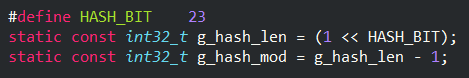 #define HASH_BIT    23
static const int32_t g_hash_len = (1 << HASH_BIT);
static const int32_t g_hash_mod = g_hash_len - 1;